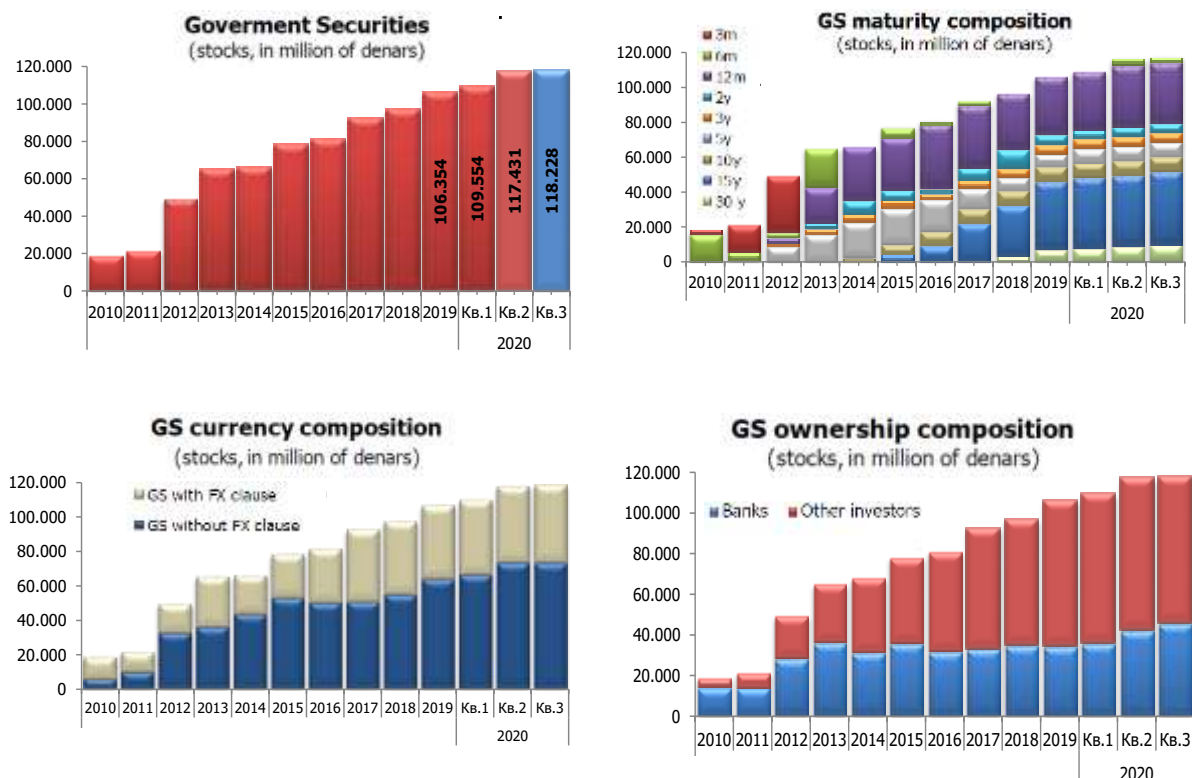 Goverment Securities
(stocks, in million of denars)
120.000
100.000
80.000
60.000
40.000
20.000
0
106.354
109.554
117.431
118.228
2010 2011 2012 2013 2014 2015 2016 2017 2018 2019 Кв.1 Кв.2 Кв.3
2020
GS maturity composition
(stocks, in million of denars)
3m
6m
12m
2y
3y
5y
10y
15y
30 y
120.000
100.000
80.000
60.000
40.000
20.000
0
2010 2011 2012 2013 2014 2015 2016 2017 2018 2019 Кв.1 Кв.2 Кв.3
2020
GS currency composition
(stocks, in million of denars)
GS with FX clause
GS without FX clause
120.000
100.000
80.000
60.000
40.000
20.000
0
2010 2011 2012 2013 2014 2015 2016 2017 2018 2019 Кв.1 Кв.2 Кв.3
2020
GS ownership composition
(stocks, in million of denars)
Banks Other investors
120.000
100.000
80.000
60.000
40.000
20.000
0
2010 2011 2012 2013 2014 2015 2016 2017 2018 2019 Кв.1 Кв.2 Кв.3
2020